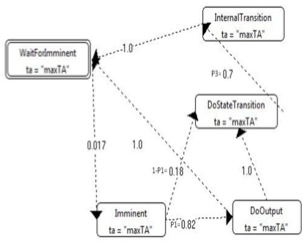 InternalTransition
ta = "maxTA"
1.0
WaitForImminent
ta = "maxTA"
P3= 0.7
DoStateTransition
ta = "maxTA"
0.017
1.0
1-P1= 0.18
1.0
Imminent
ta = "maxTA"
P1= 0.82
DoOutput
ta = "maxTA"